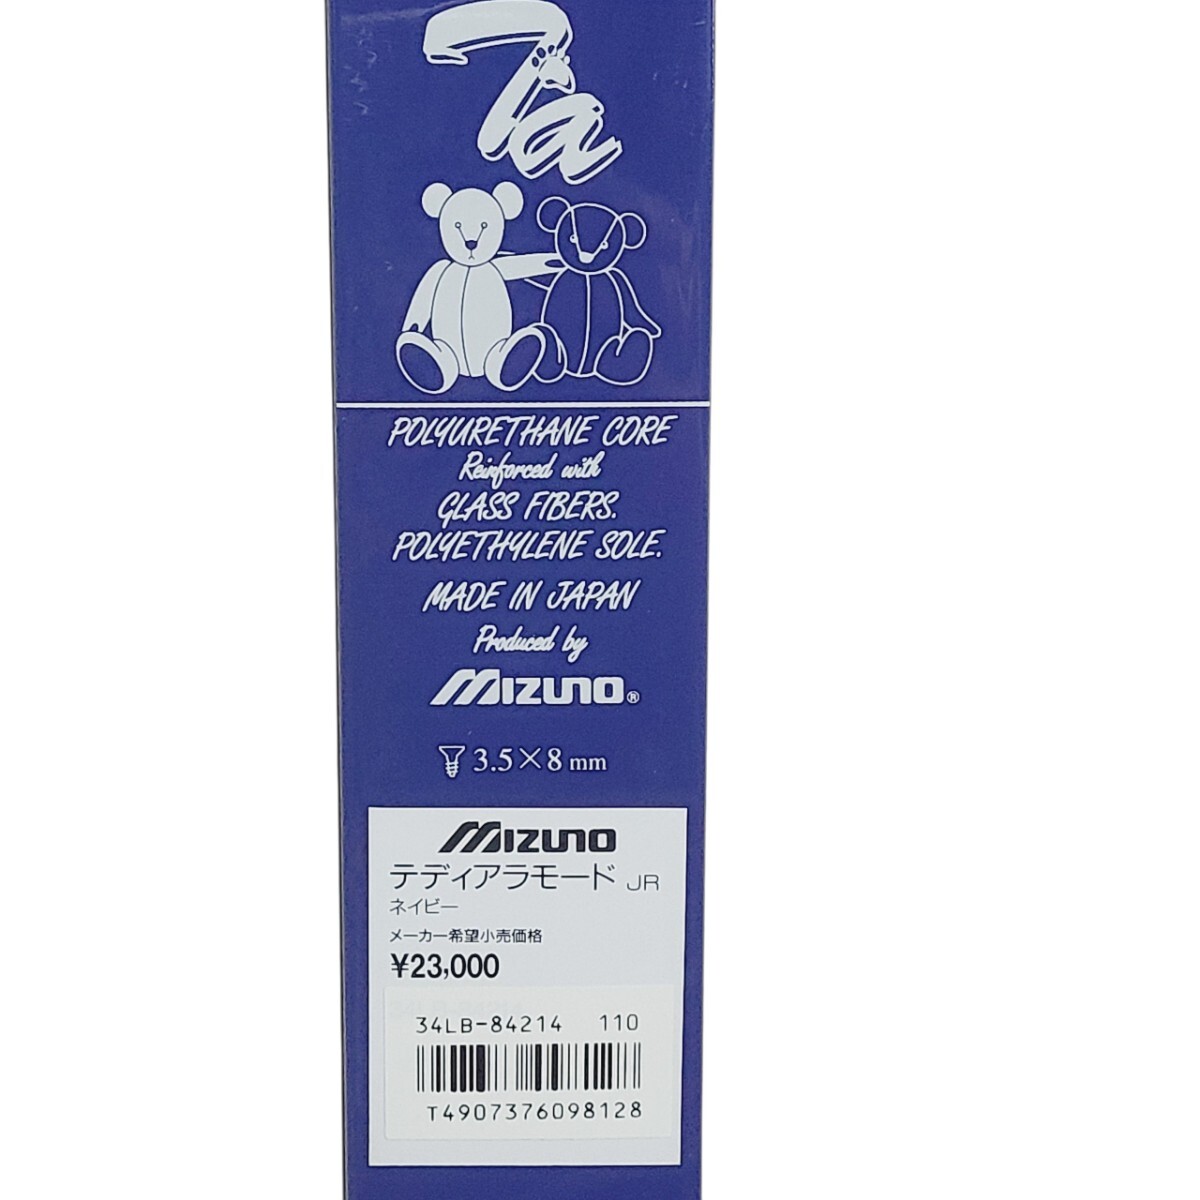 Ta
POLYURETHANE CORE
Reinforced with
GLASS FIBERS.
POLYETHYLENE SOLE.
MADE IN JAPAN
Produced by
MIZUNO®
3.5×8 mm
MIZUNO
テディアラモード JR
ネイビー
メーカー希望小売価格
¥23,000
34LB-84214 110
T4907376098128